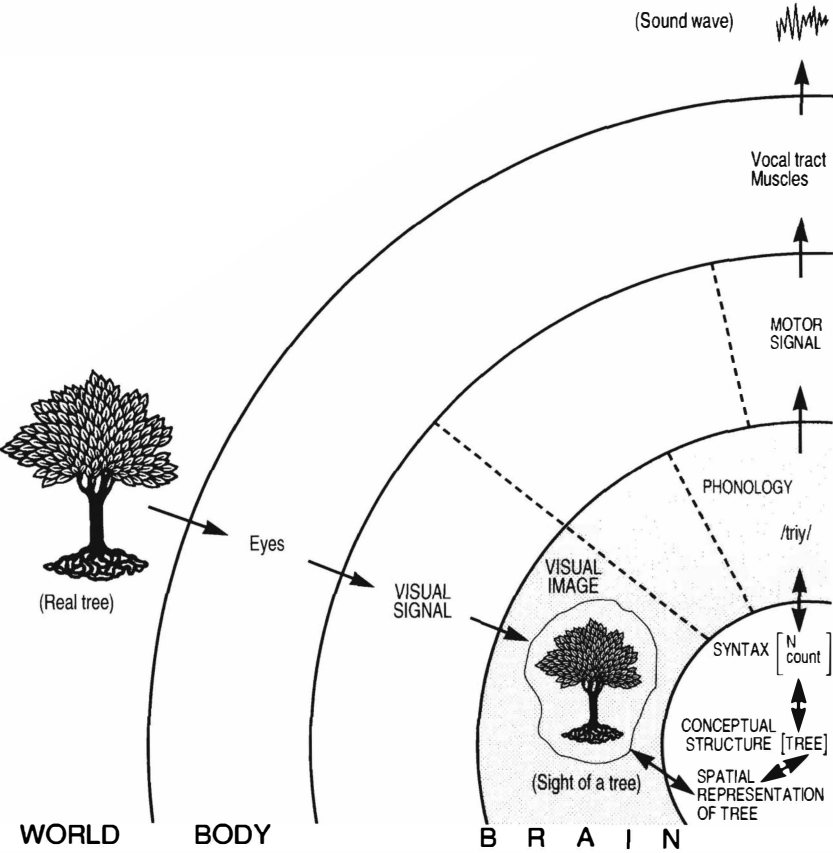 (Sound wave)
Vocal tract
Muscles
MOTOR
SIGNAL
PHONOLOGY
/triy/
Eyes
VISUAL
IMAGE
VISUAL
SIGNAL
(Real tree)
SYNTAX [N
count]
CONCEPTUAL
STRUCTURE [TREE]
(Sight of a tree)
SPATIAL
REPRESENTATION
OF TREE
WORLD BODY B R A I N